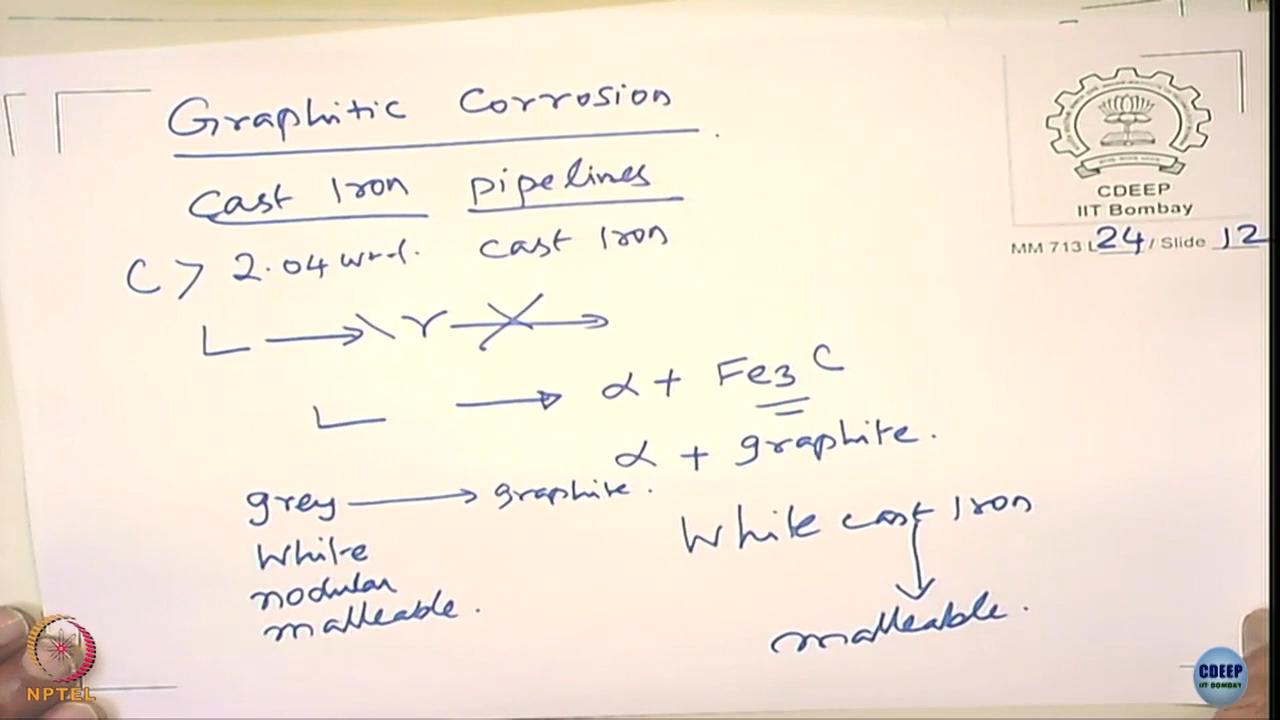 Graphitic Corrosion
Cast Iron pipelines
C > 2.04 wt%. cast Iron
L → \ γ →
L → α + Fe3C
α + graphite.
grey → graphite.
White
nodular
malleable.
White cast Iron
↓
malleable.
CDEEP
IIT Bombay
MM 713 L 24 / Slide 12
NPTEL
CDEEP
IIT BOMBAY